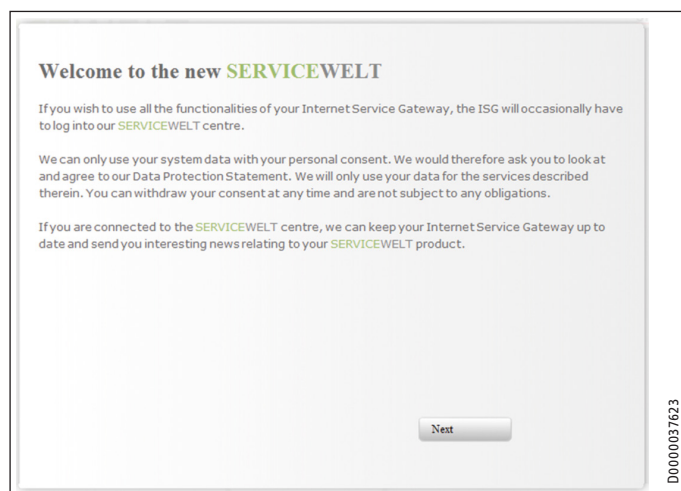 Welcome to the new SERVICEWELT
If you wish to use all the functionalities of your Internet Service Gateway, the ISG will occasionally have
to log into our SERVICEWELT centre.
We can only use your system data with your personal consent. We would therefore ask you to look at
and agree to our Data Protection Statement. We will only use your data for the services described
therein. You can withdraw your consent at any time and are not subject to any obligations.
If you are connected to the SERVICEWELT centre, we can keep your Internet Service Gateway up to
date and send you interesting news relating to your SERVICEWELT product.
Next
D0000037623